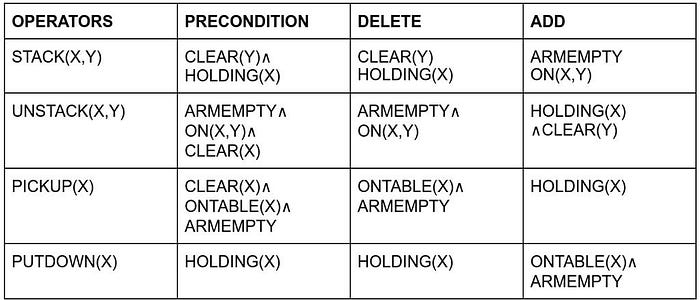 OPERATORS PRECONDITION DELETE ADD
STACK(X,Y) CLEAR(Y)∧ CLEAR(Y) ARMEMPTY
HOLDING(X) HOLDING(X) ON(X,Y)
UNSTACK(X,Y) ARMEMPTY∧ ARMEMPTY∧ HOLDING(X)
ON(X,Y)∧ ON(X,Y) ∧CLEAR(Y)
CLEAR(X)
PICKUP(X) CLEAR(X)∧ ONTABLE(X)∧ HOLDING(X)
ONTABLE(X)∧ ARMEMPTY
ARMEMPTY
PUTDOWN(X) HOLDING(X) HOLDING(X) ONTABLE(X)∧
ARMEMPTY